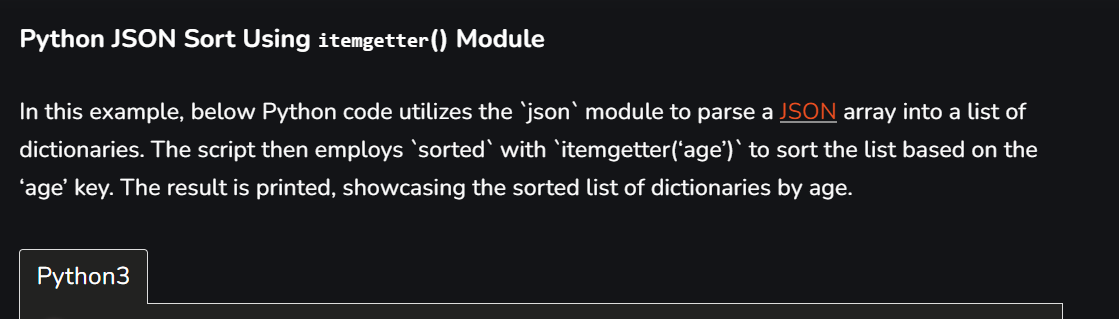 Python JSON Sort Using itemgetter() Module
In this example, below Python code utilizes the `json` module to parse a JSON array into a list of
dictionaries. The script then employs `sorted` with `itemgetter(‘age’)` to sort the list based on the
‘age’ key. The result is printed, showcasing the sorted list of dictionaries by age.
Python3